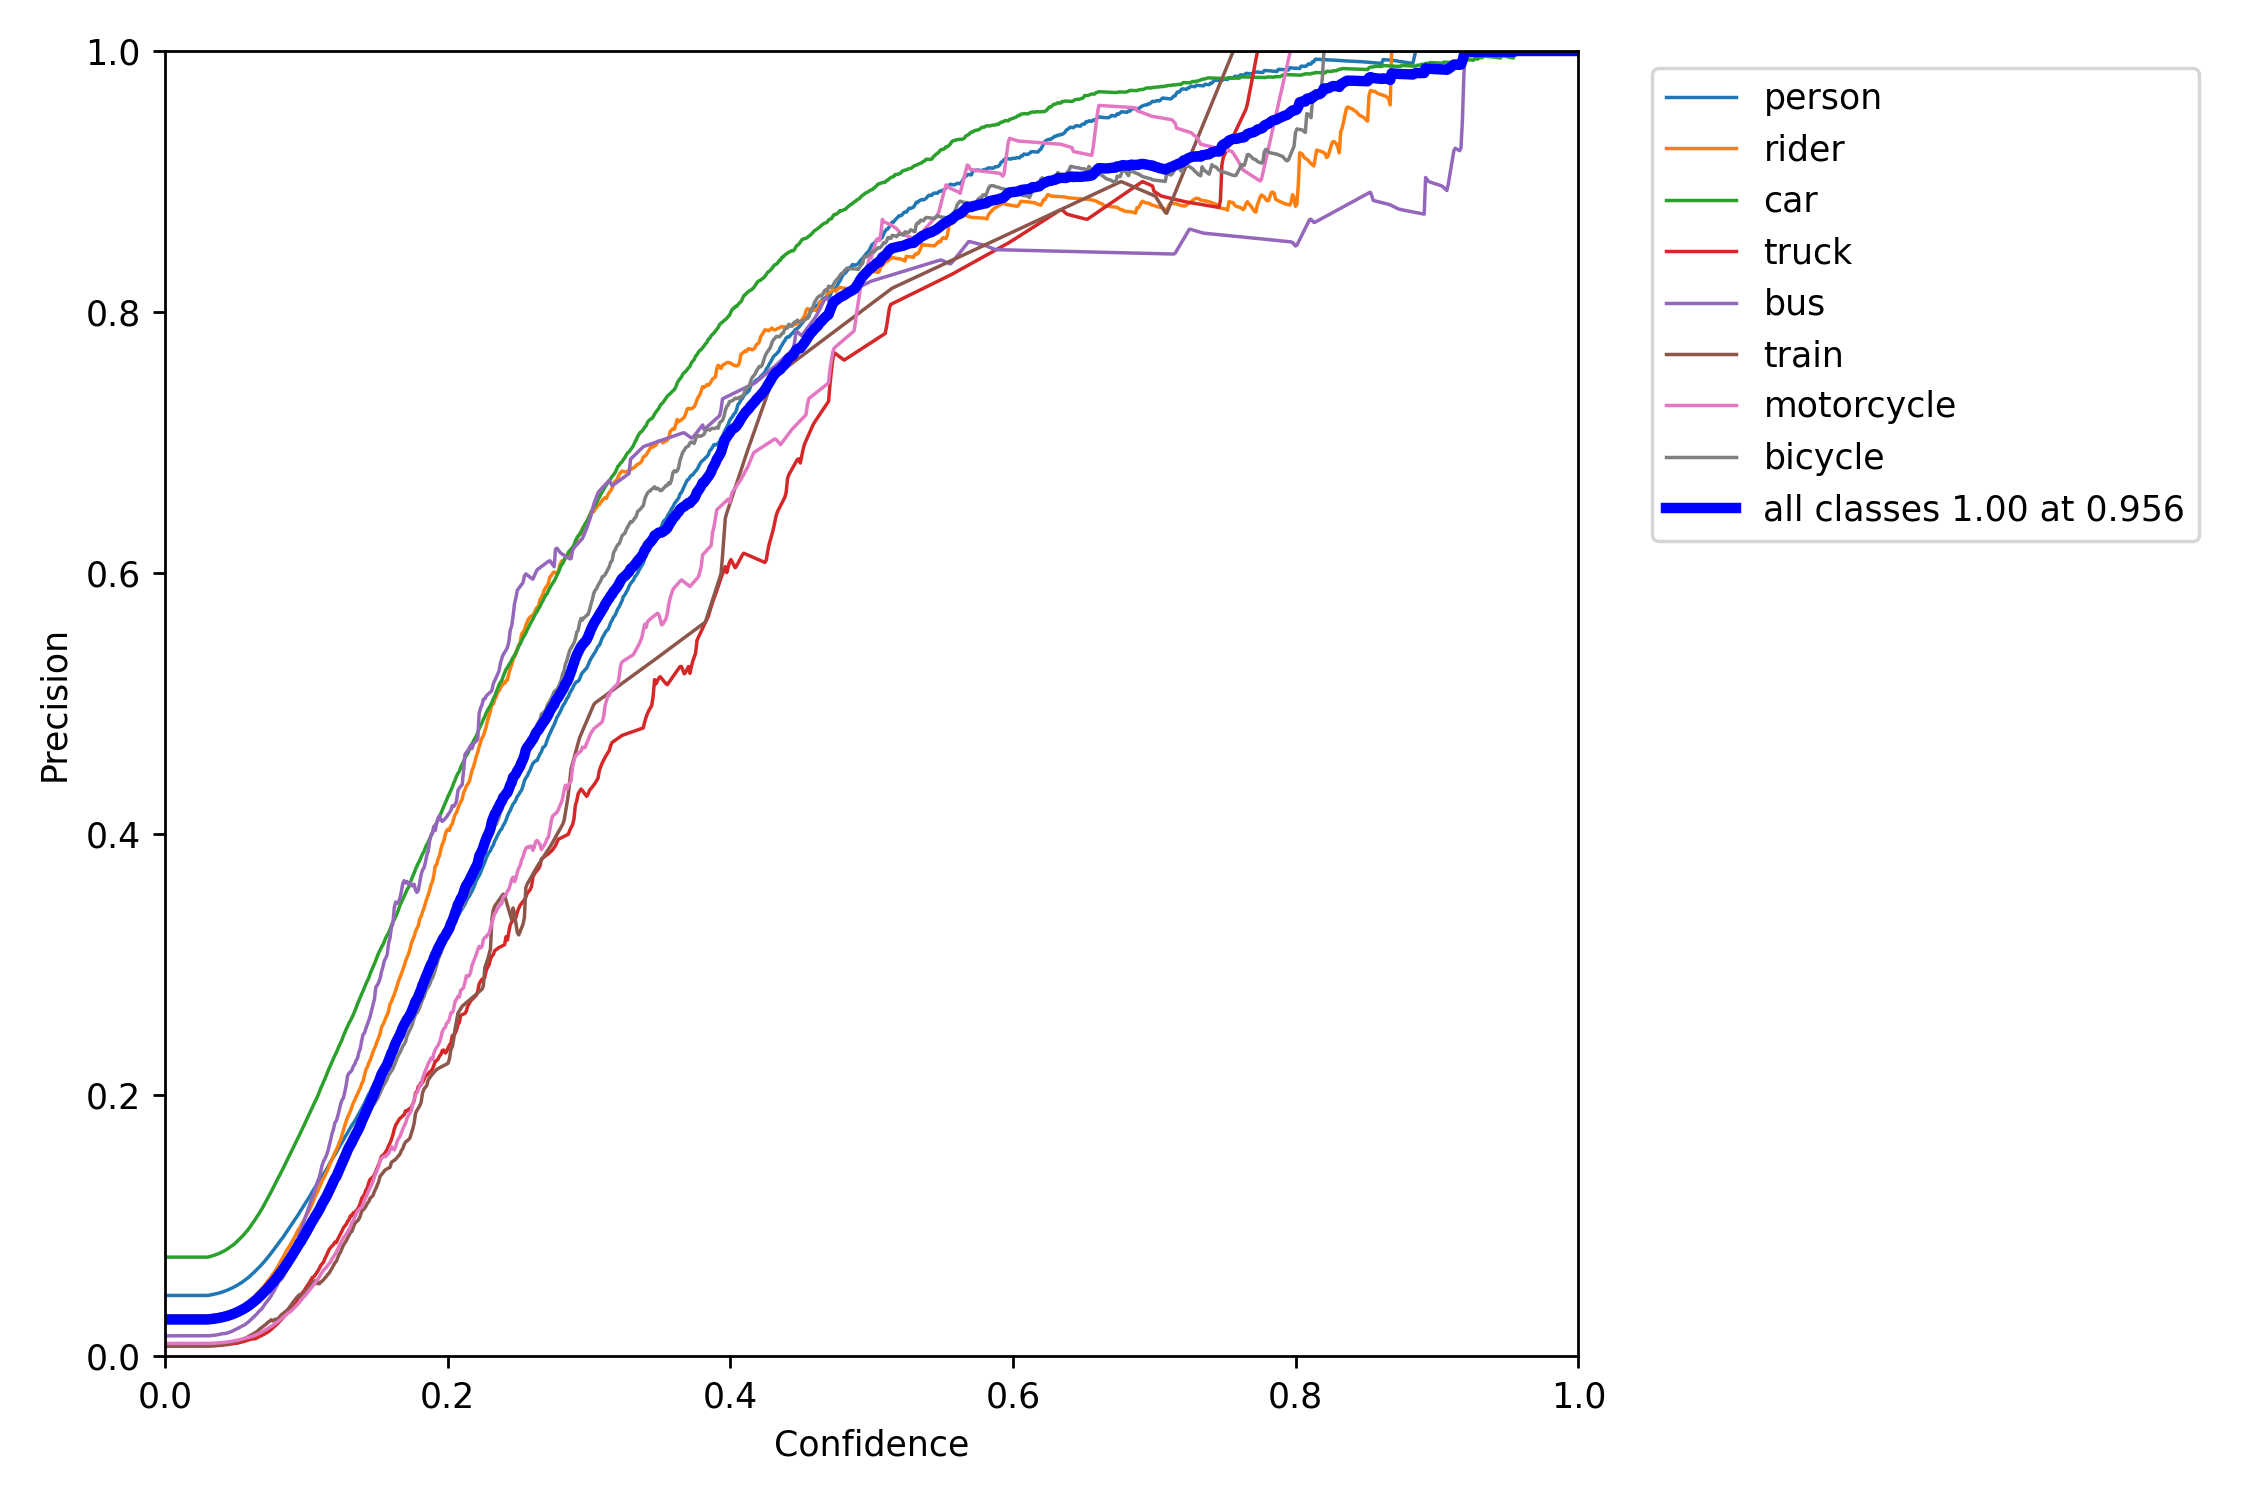 1.0
0.8
0.6
0.4
0.2
0.0
0.0 0.2 0.4 0.6 0.8 1.0
Precision
Confidence
person
rider
car
truck
bus
train
motorcycle
bicycle
all classes 1.00 at 0.956